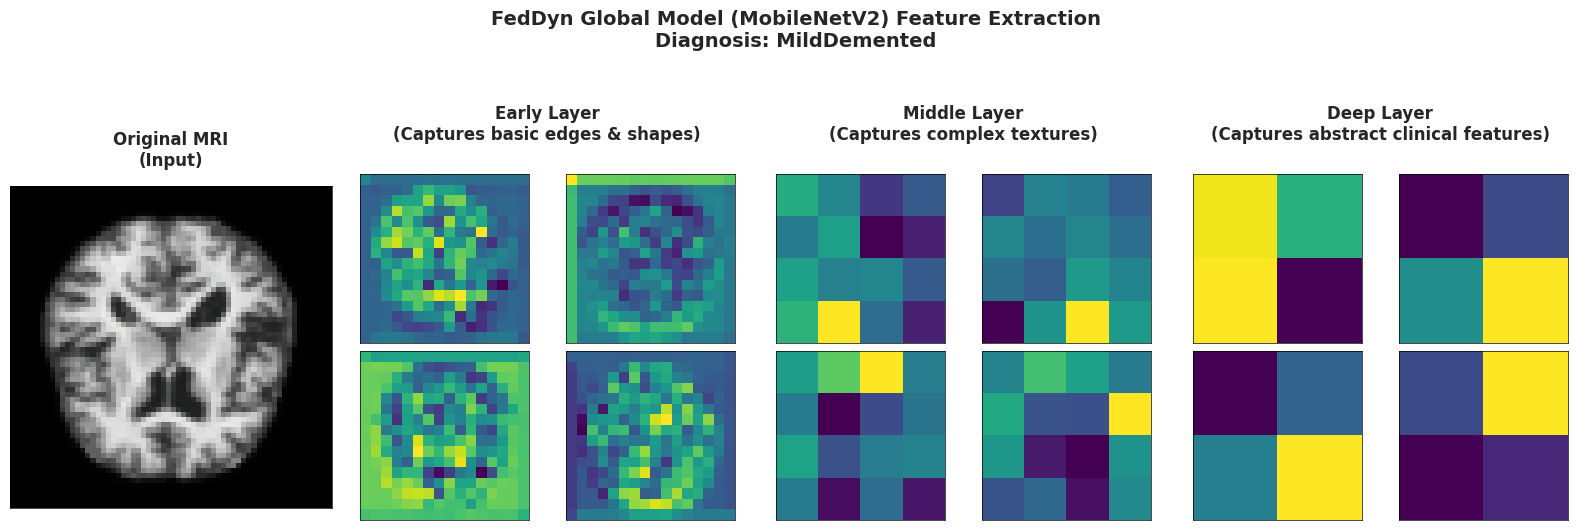 FedDyn Global Model (MobileNetV2) Feature Extraction
Diagnosis: MildDemented
Original MRI
(Input)
Early Layer
(Captures basic edges & shapes)
Middle Layer
(Captures complex textures)
Deep Layer
(Captures abstract clinical features)